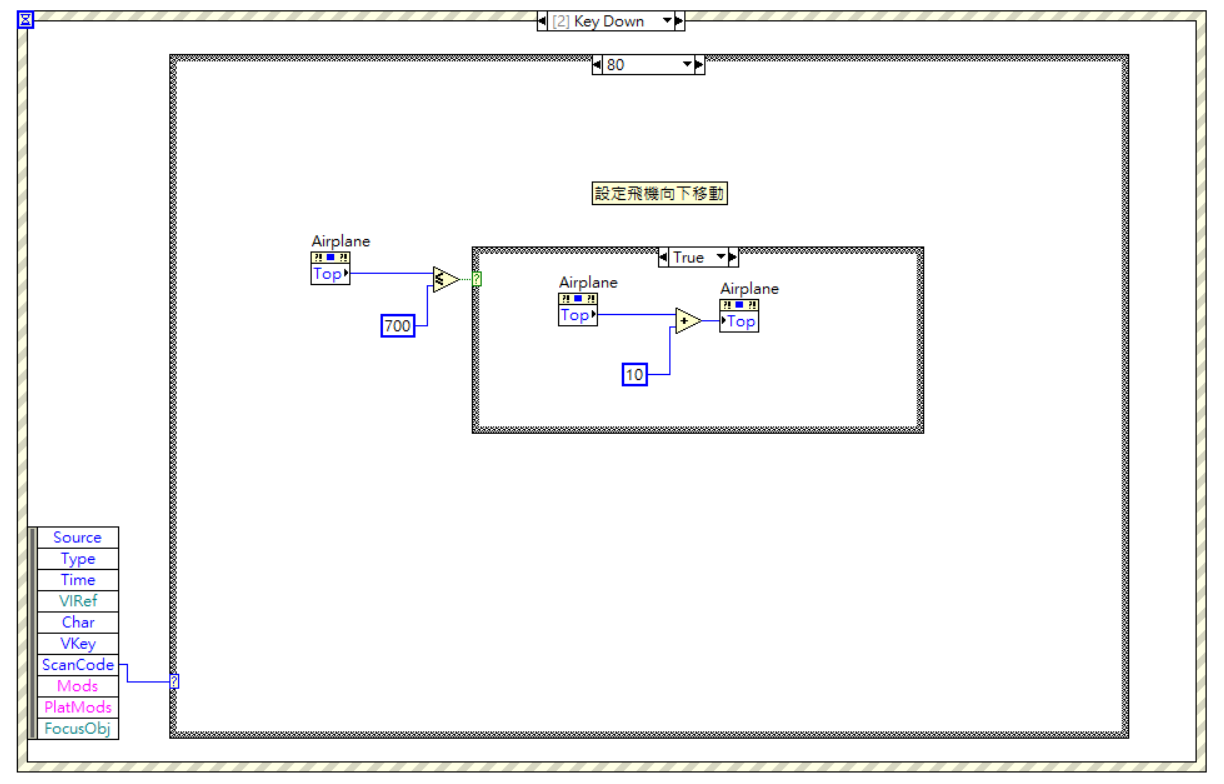 [2] Key Down
80
設定飛機向下移動
Airplane
Top
700
True
Airplane
Top
Airplane
Top
10
Source
Type
Time
VIRef
Char
VKey
ScanCode
Mods
PlatMods
FocusObj